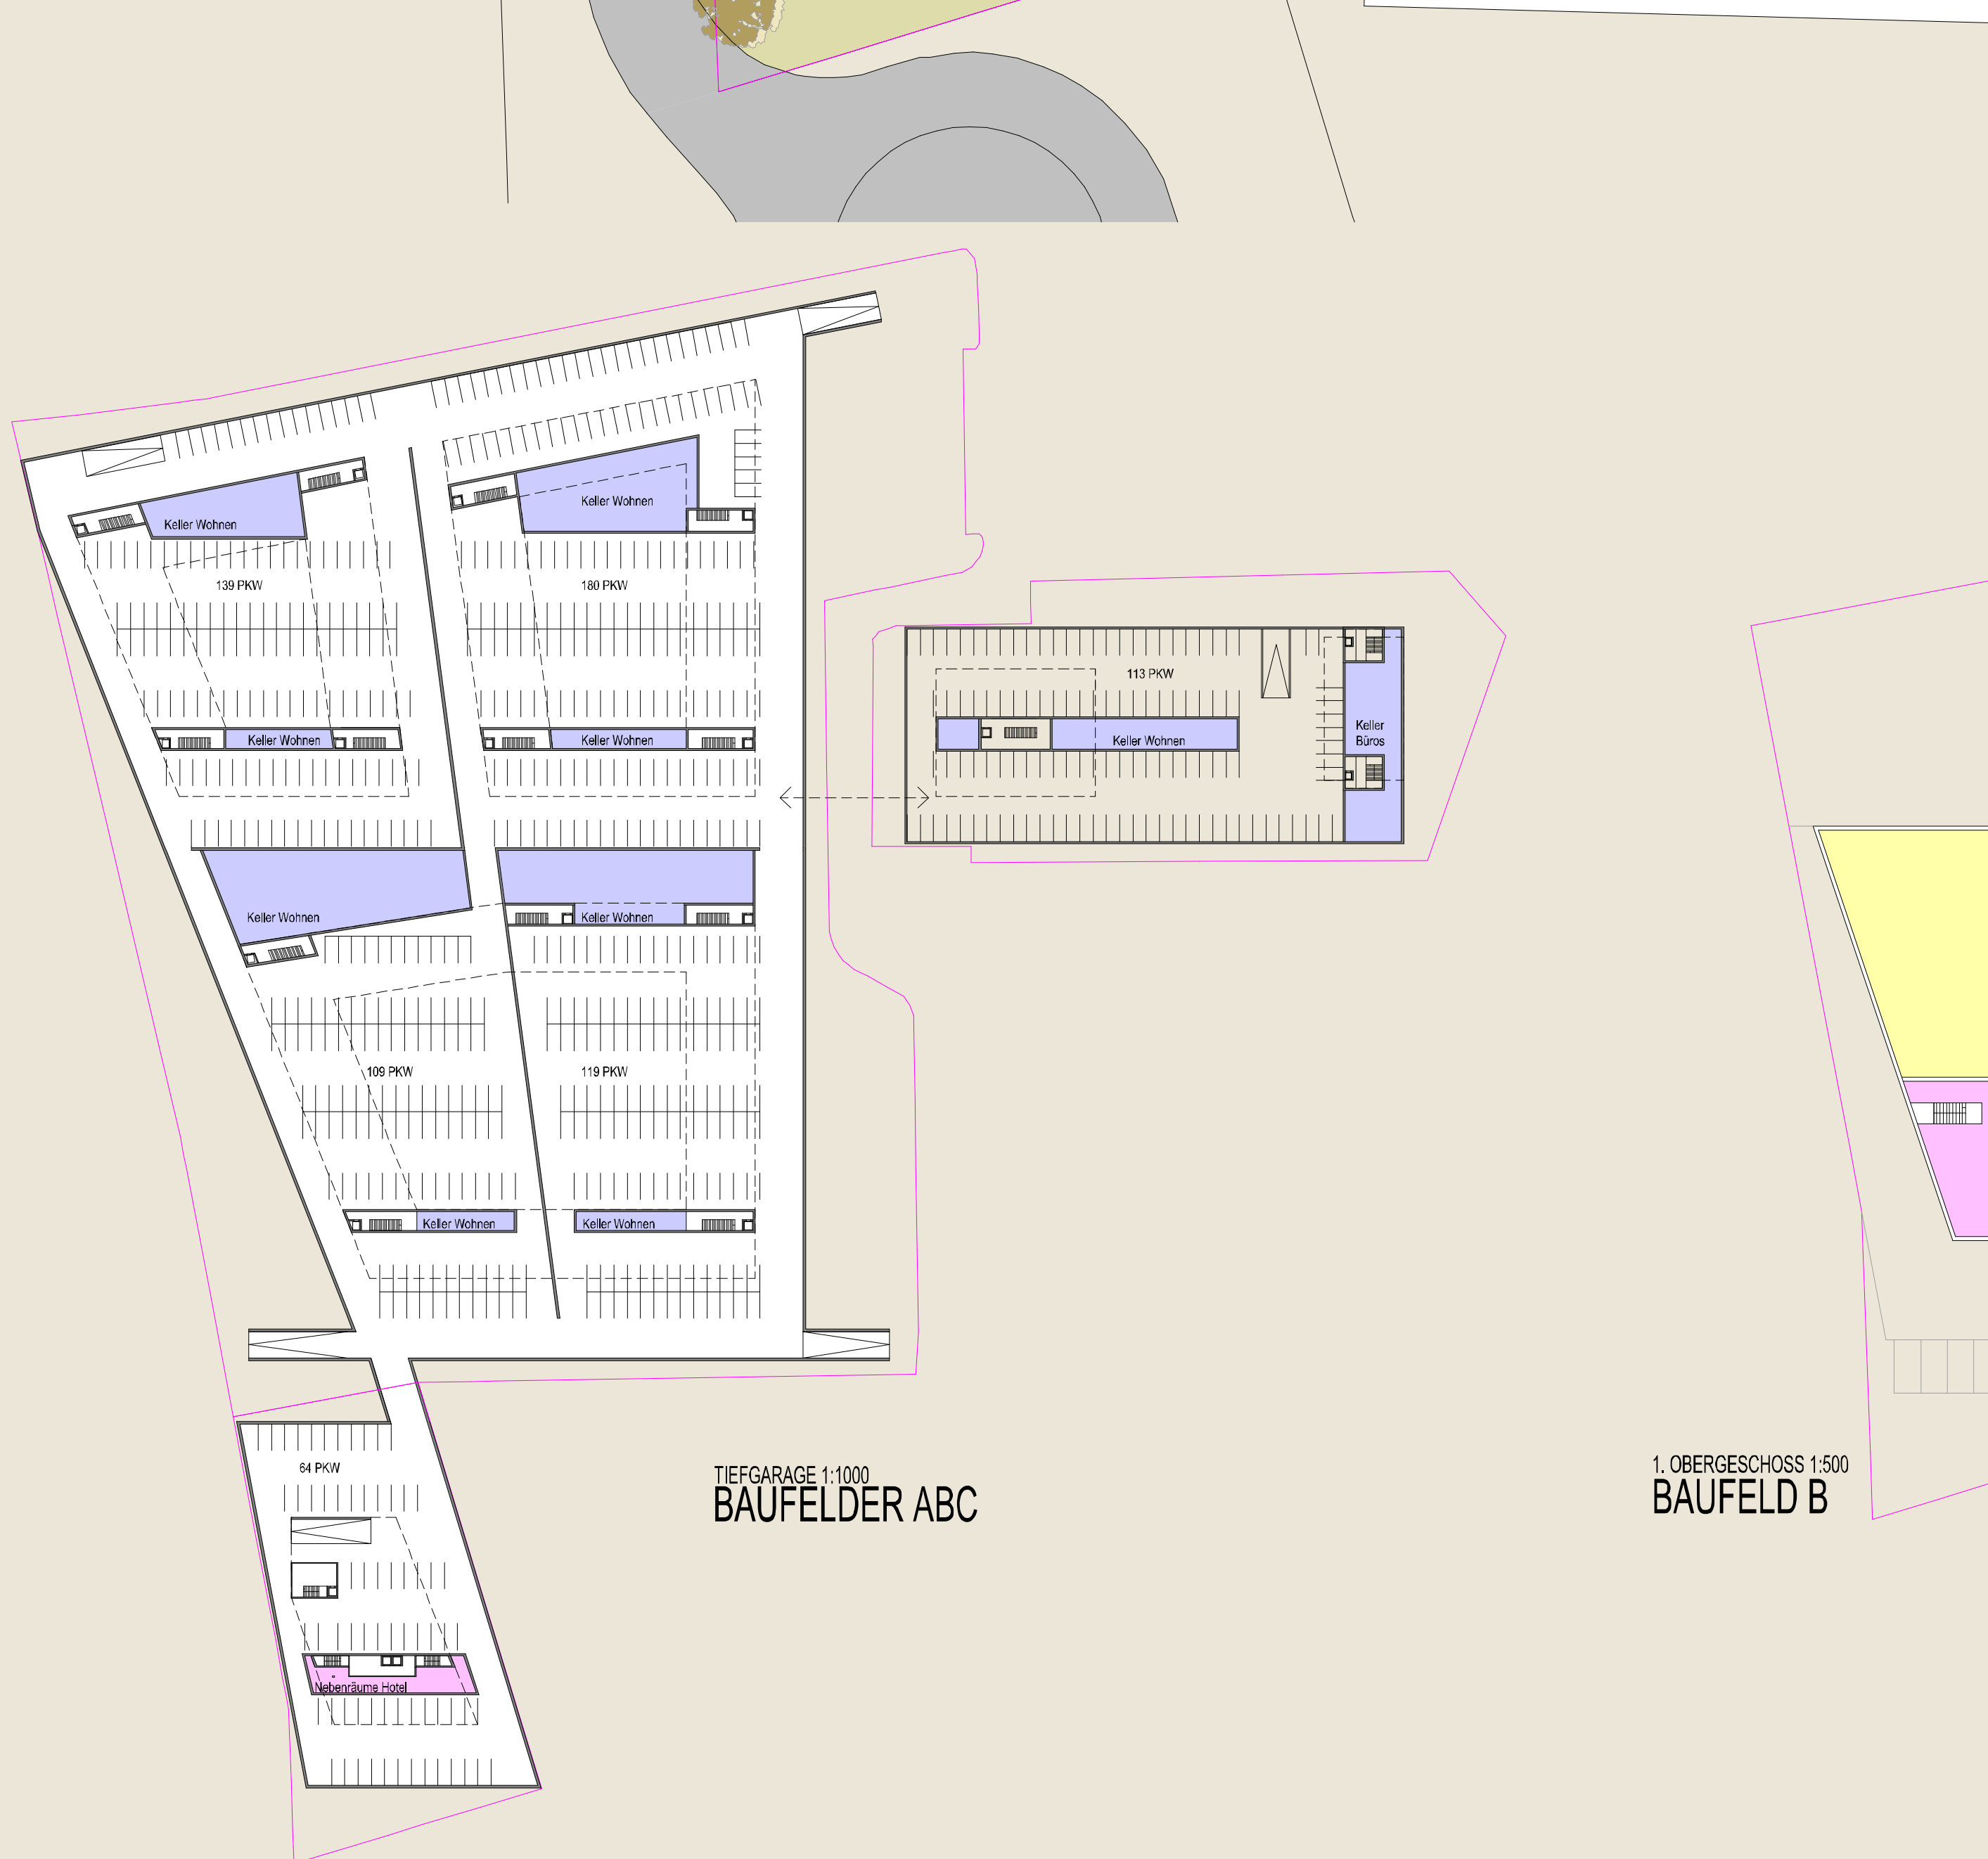 Keller Wohnen
Keller Wohnen
139 PKW
180 PKW
113 PKW
Keller Wohnen
Keller Wohnen
Keller Wohnen
Keller
Büros
Keller Wohnen
Keller Wohnen
109 PKW
119 PKW
Keller Wohnen
Keller Wohnen
64 PKW
Nebenräume Hotel
TIEFGARAGE 1:1000
BAUFELDER ABC
1. OBERGESCHOSS 1:500
BAUFELD B